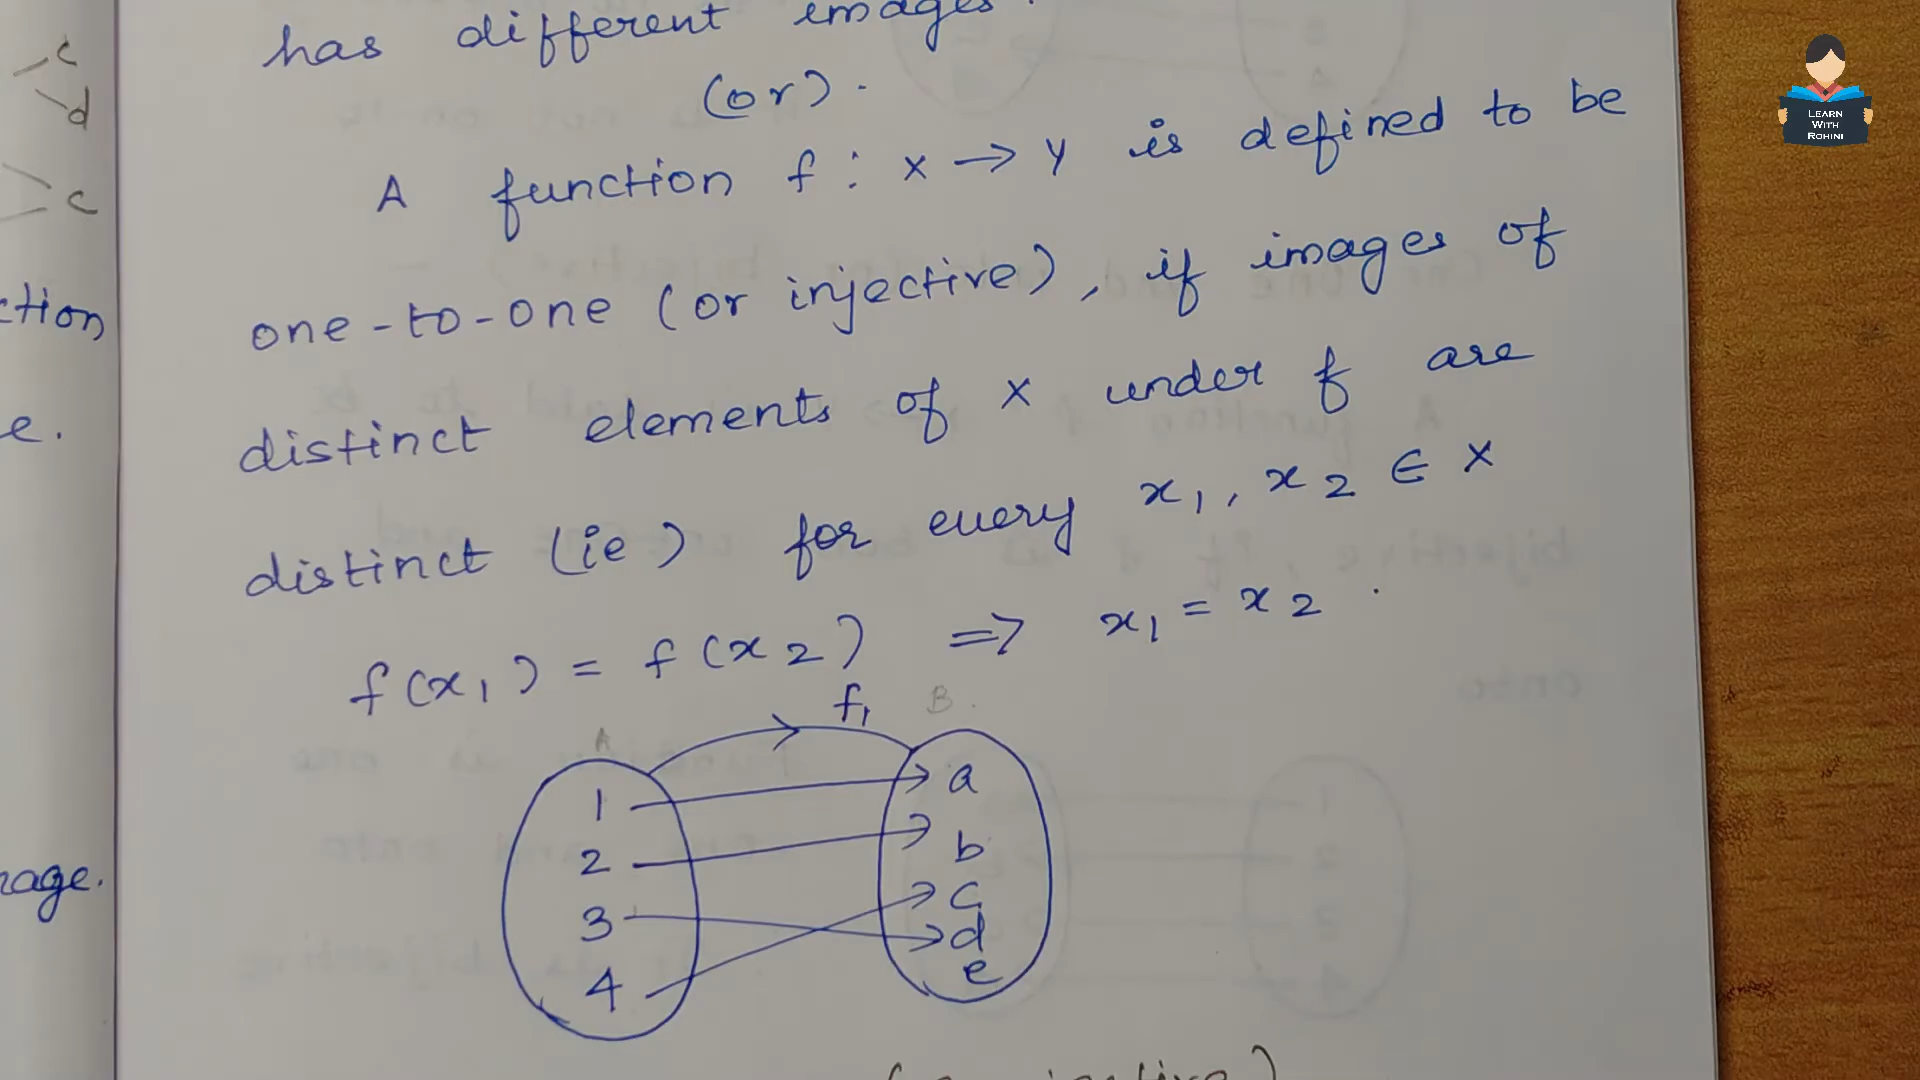 has different images.
(or).
A function f : x → y is defined to be
one-to-one (or injective), if images of
distinct elements of x under f are
distinct (ie) for every x1, x2 ∈ x
f(x1) = f(x2) ⇒ x1 = x2 .
f1
A
B.
1
2
3
4
a
b
c
d
e
c
d
c
e.
LEARN
With
Rohini